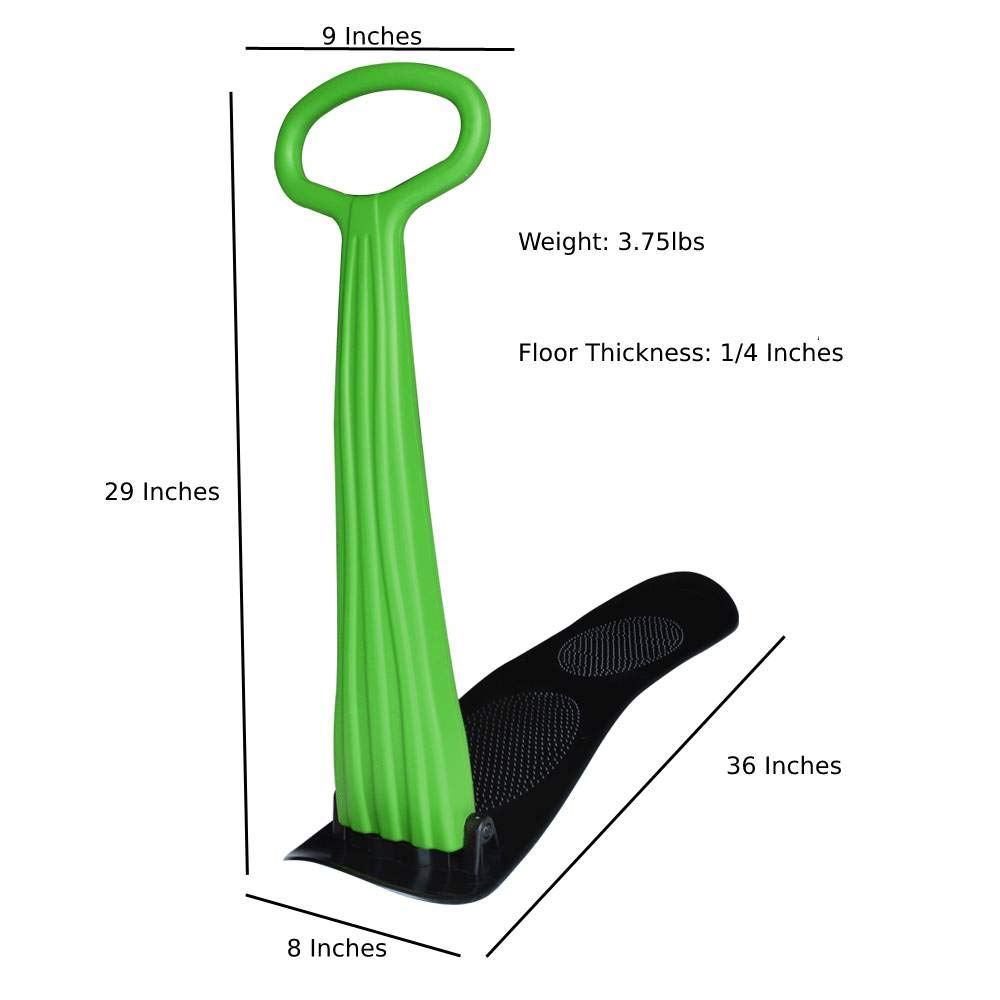 9 Inches
Weight: 3.75lbs
Floor Thickness: 1/4 Inches
29 Inches
36 Inches
8 Inches